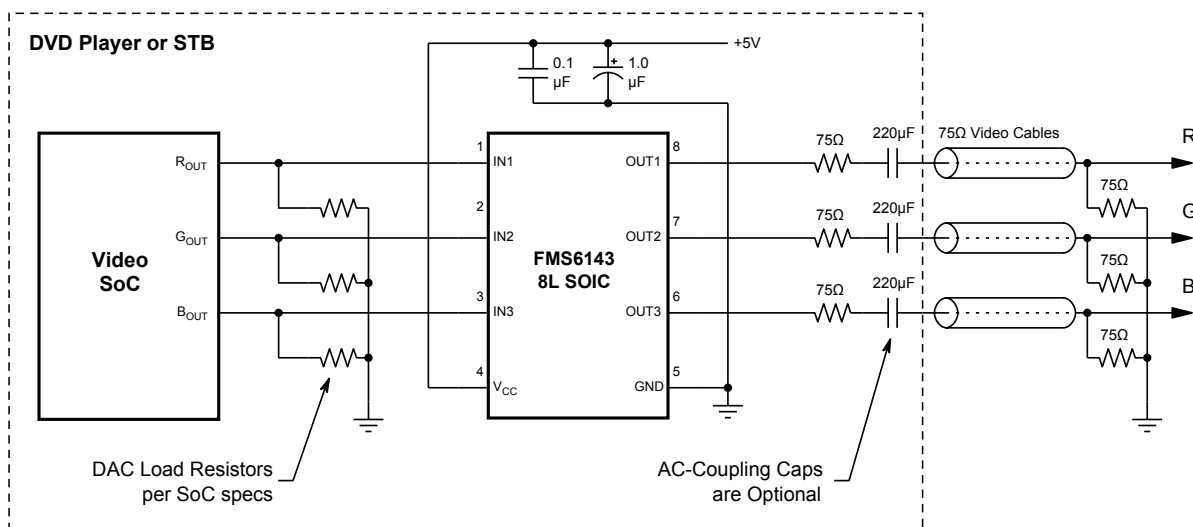 DVD Player or STB
+5V
0.1
µF
1.0
µF
+
Video
SoC
ROUT
GOUT
BOUT
DAC Load Resistors
per SoC specs
FMS6143
8L SOIC
1
IN1
2
IN2
3
IN3
4
VCC
8
OUT1
7
OUT2
6
OUT3
5
GND
75Ω
220µF
75Ω
220µF
75Ω
220µF
AC-Coupling Caps
are Optional
75Ω Video Cables
75Ω
75Ω
75Ω
R
G
B